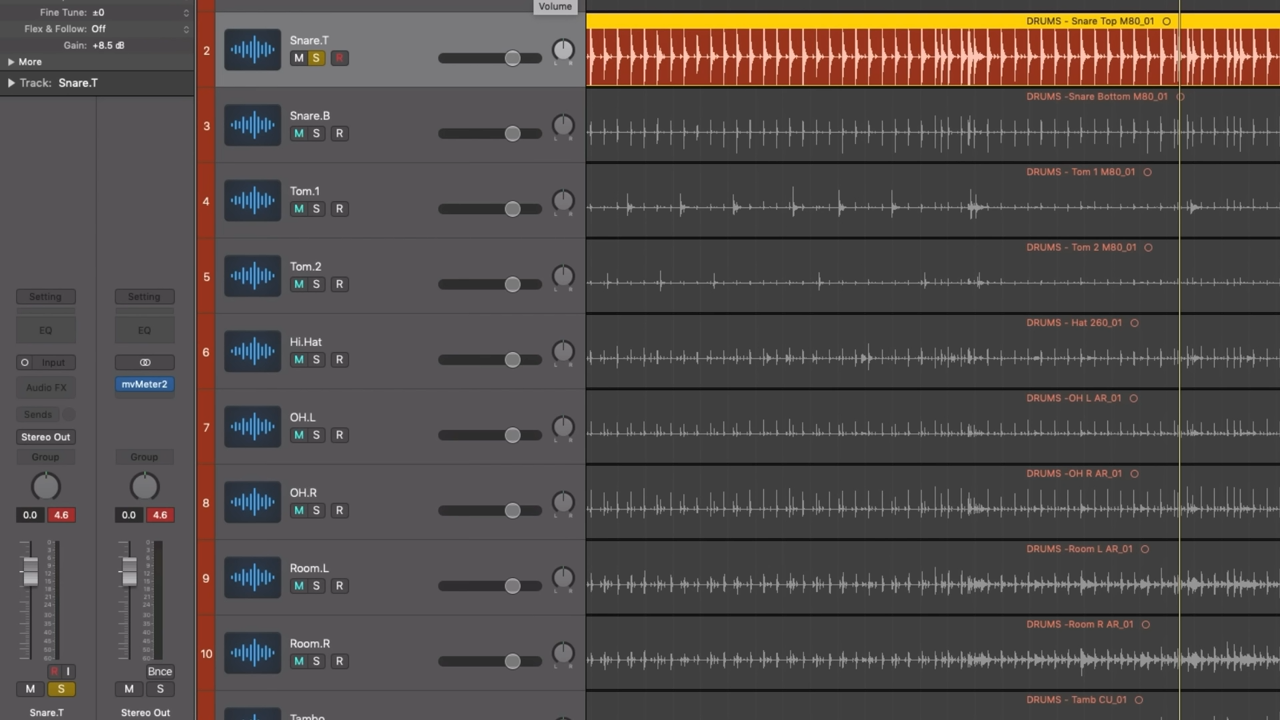 Fine Tune: ±0
Flex & Follow: Off
Gain: +8.5 dB
More
Track: Snare.T
Setting Setting
EQ EQ
Input
Audio FX mvMeter2
Sends
Stereo Out
Group Group
0.0 4.6 0.0 4.6
R I Bnce
M S M S
Snare.T Stereo Out
Volume
2 Snare.T
M S R
DRUMS - Snare Top M80_01
3 Snare.B
M S R
DRUMS -Snare Bottom M80_01
4 Tom.1
M S R
DRUMS - Tom 1 M80_01
5 Tom.2
M S R
DRUMS - Tom 2 M80_01
6 Hi.Hat
M S R
DRUMS - Hat 260_01
7 OH.L
M S R
DRUMS -OH L AR_01
8 OH.R
M S R
DRUMS -OH R AR_01
9 Room.L
M S R
DRUMS -Room L AR_01
10 Room.R
M S R
DRUMS -Room R AR_01
Tambo
DRUMS - Tamb CU_01